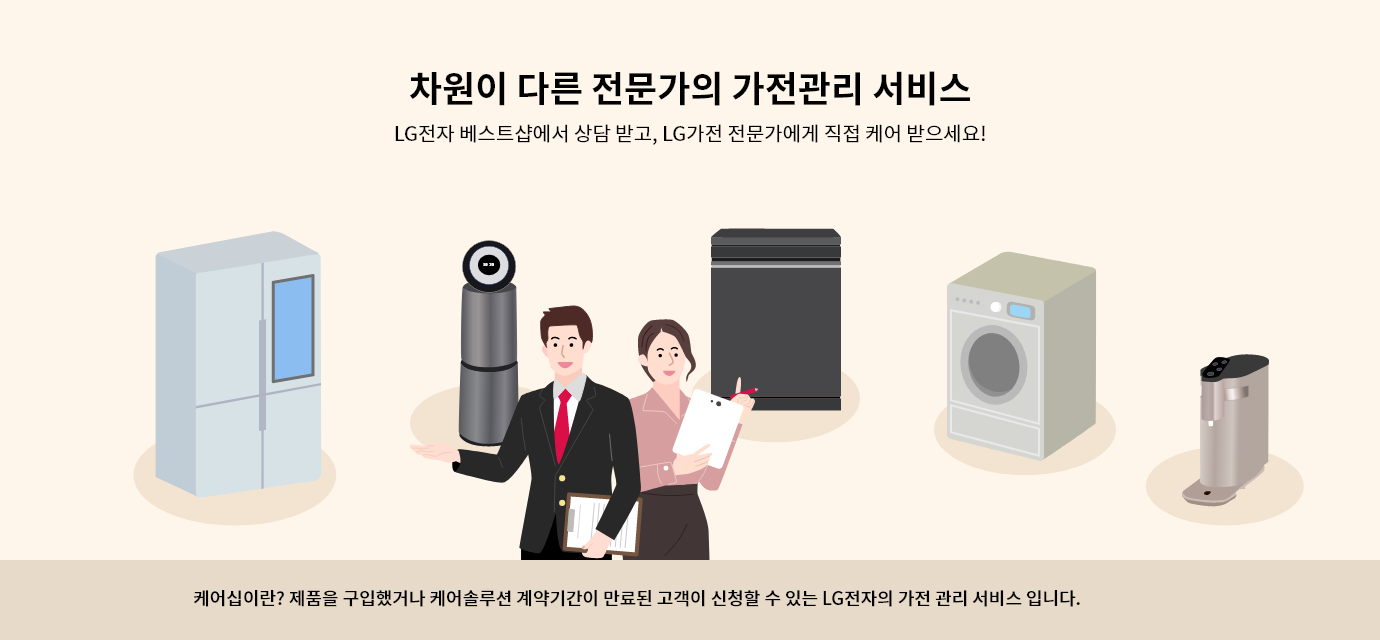 차원이 다른 전문가의 가전관리 서비스
LG전자 베스트샵에서 상담 받고, LG가전 전문가에게 직접 케어 받으세요!
케어십이란? 제품을 구입했거나 케어솔루션 계약기간이 만료된 고객이 신청할 수 있는 LG전자의 가전 관리 서비스 입니다.